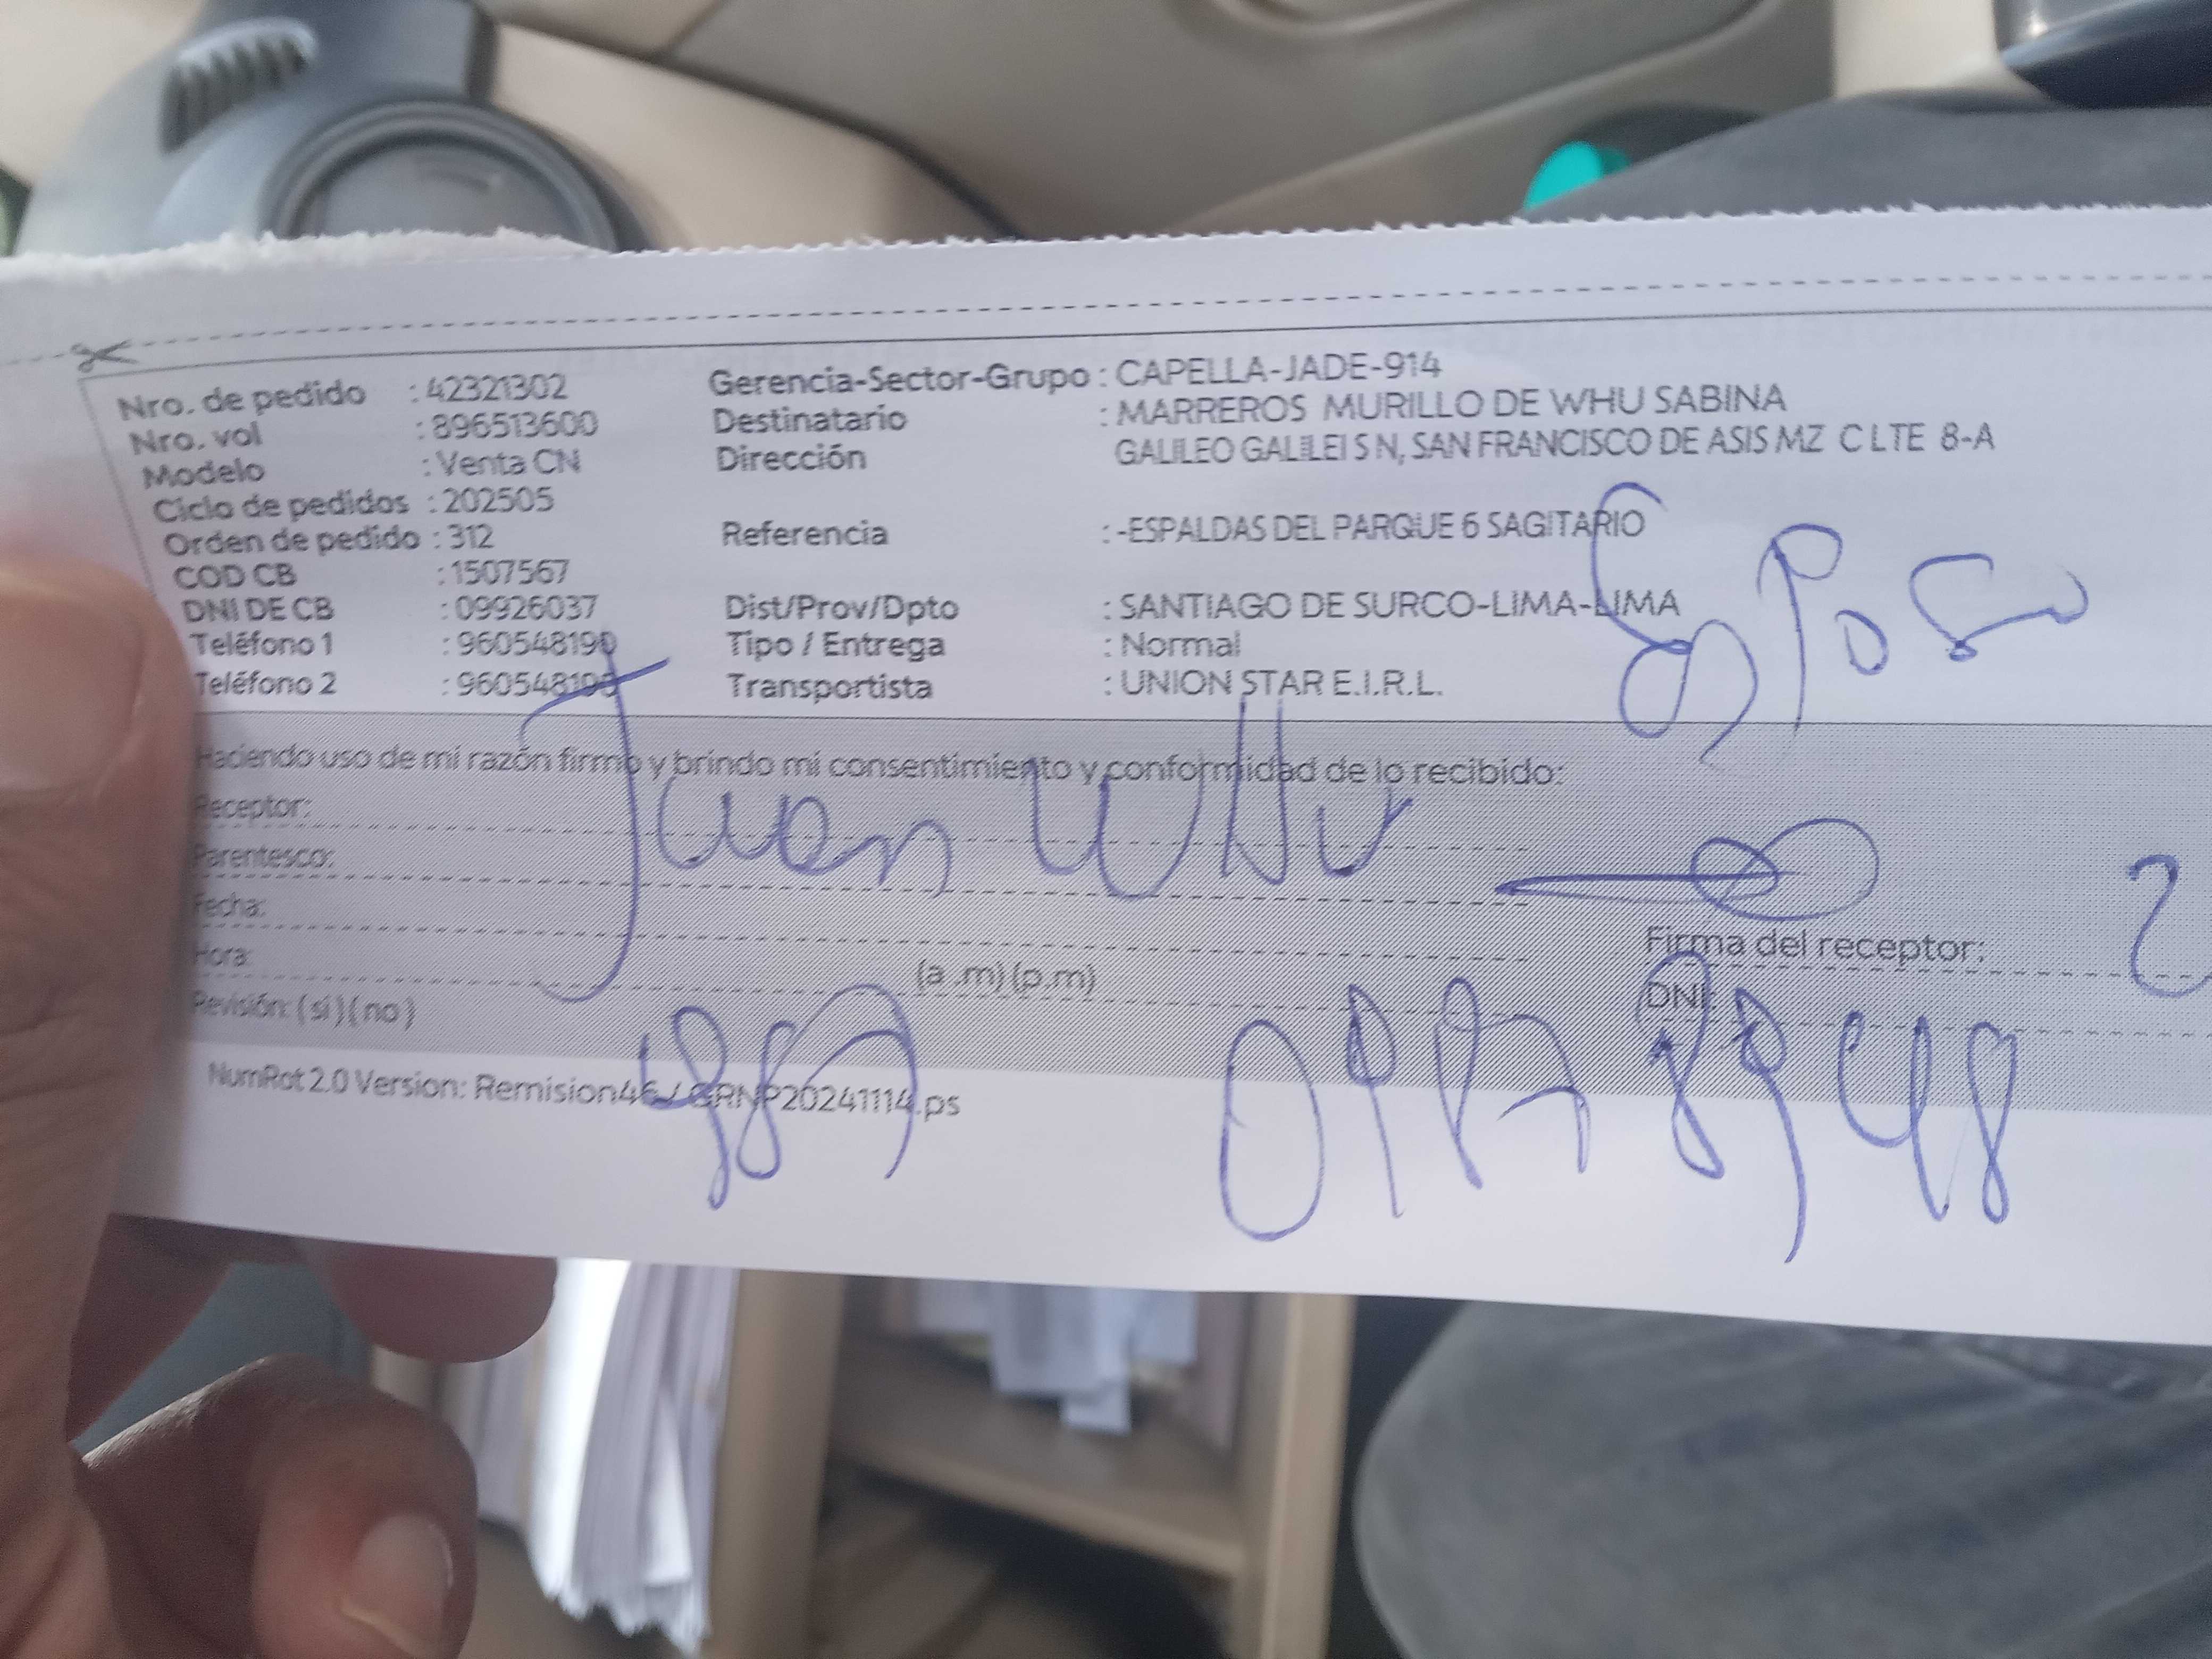 Nro. de pedido : 42321302 Gerencia-Sector-Grupo : CAPELLA-JADE-914
Nro. vol : 896513600 Destinatario : MARREROS MURILLO DE WHU SABINA
Modelo : Venta CN Dirección GALILEO GALILEI S N, SAN FRANCISCO DE ASIS MZ C LTE 8-A
Ciclo de pedidos : 202505
Orden de pedido : 312 Referencia : -ESPALDAS DEL PARQUE 6 SAGITARIO
COD CB : 1507567
DNI DE CB : 09926037 Dist/Prov/Dpto : SANTIAGO DE SURCO-LIMA-LIMA
Teléfono 1 : 960548190 Tipo / Entrega : Normal
Teléfono 2 : 960548195 Transportista : UNION STAR E.I.R.L.
Esposo
Haciendo uso de mi razón firmo y brindo mi consentimiento y conformidad de lo recibido:
Receptor: Juan WHu
Parentesco:
Fecha:
Hora: (a .m) (p.m) Firma del receptor: 2
Revisión: (si) (no) DNI:
987
NumRot 2.0 Version: Remision46 GRNP20241114.ps